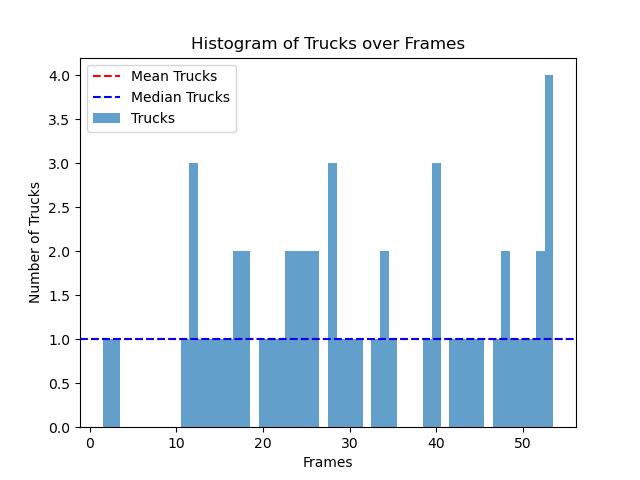 Histogram of Trucks over Frames
Mean Trucks
Median Trucks
Trucks
Number of Trucks
4.0
3.5
3.0
2.5
2.0
1.5
1.0
0.5
0.0
0 10 20 30 40 50
Frames